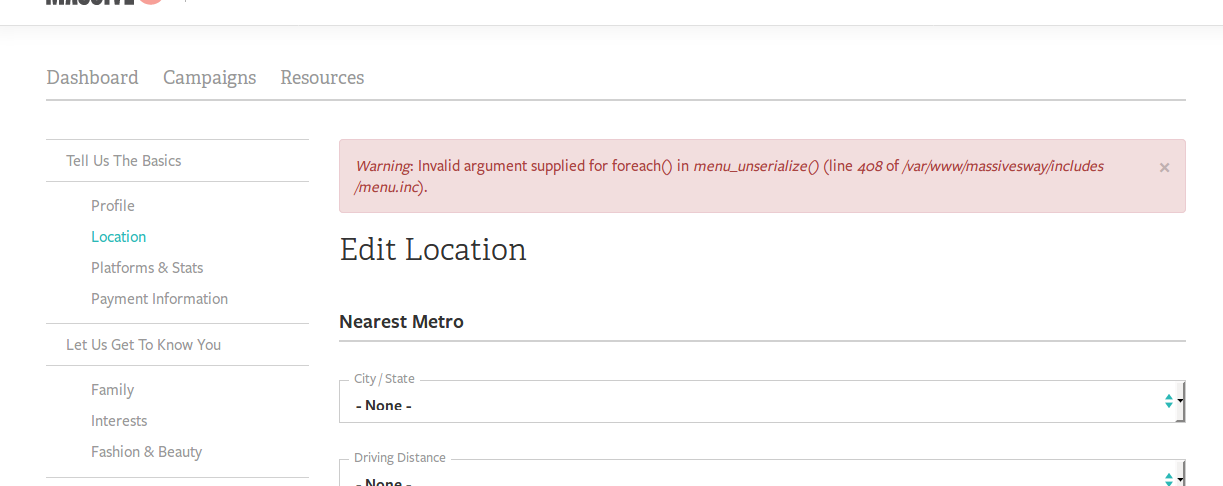 Dashboard Campaigns Resources
Tell Us The Basics
Profile
Location
Platforms & Stats
Payment Information
Let Us Get To Know You
Family
Interests
Fashion & Beauty
Warning: Invalid argument supplied for foreach() in menu_unserialize() (line 408 of /var/www/massivesway/includes
/menu.inc).
×
Edit Location
Nearest Metro
City / State
- None -
Driving Distance
- None -